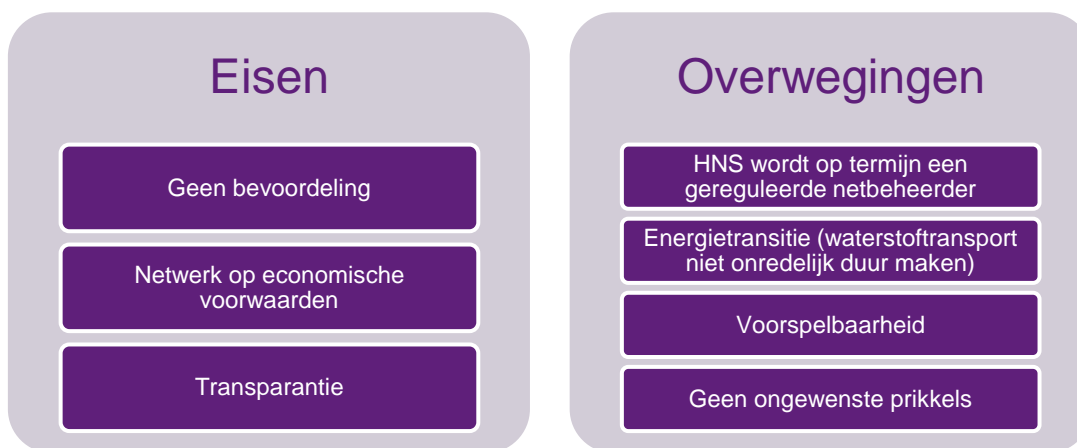 Eisen
Geen bevoordeling
Netwerk op economische
voorwaarden
Transparantie
Overwegingen
HNS wordt op termijn een
gereguleerde netbeheerder
Energietransitie (waterstoftransport
niet onredelijk duur maken)
Voorspelbaarheid
Geen ongewenste prikkels